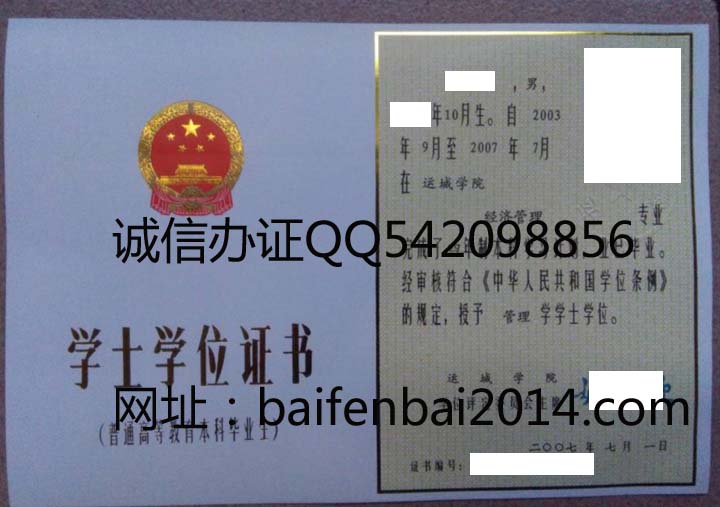 ，男，
年10月生。自 2003
年 9月至 2007 年 7月
在 运城学院
经济管理 专业
诚信办证QQ542098856
毕业。
经审核符合《中华人民共和国学位条例》
的规定，授予 管理 学学士学位。
学士学位证书
运 城 学 院
网址：baifenbai2014.com
(普通高等教育本科毕业生)
二〇〇七年 七月 一日
证书编号：